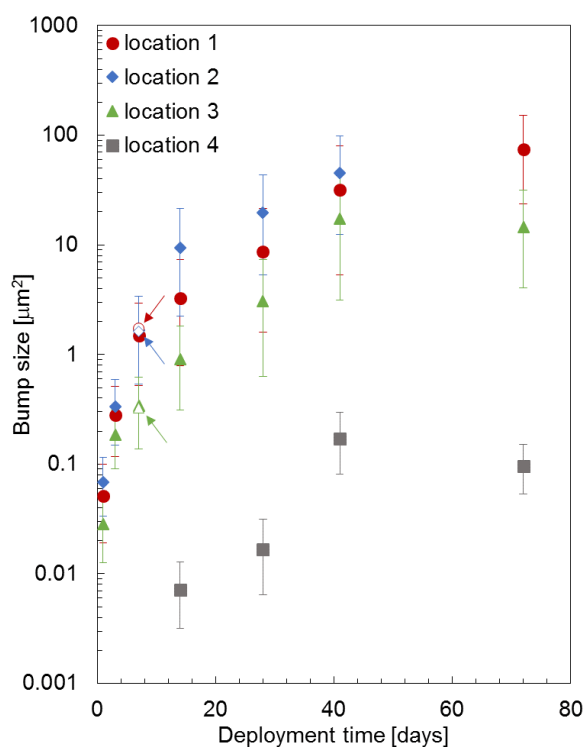 1000
100
10
1
0.1
0.01
0.001
Bump size [μm²]
location 1
location 2
location 3
location 4
0 20 40 60 80
Deployment time [days]